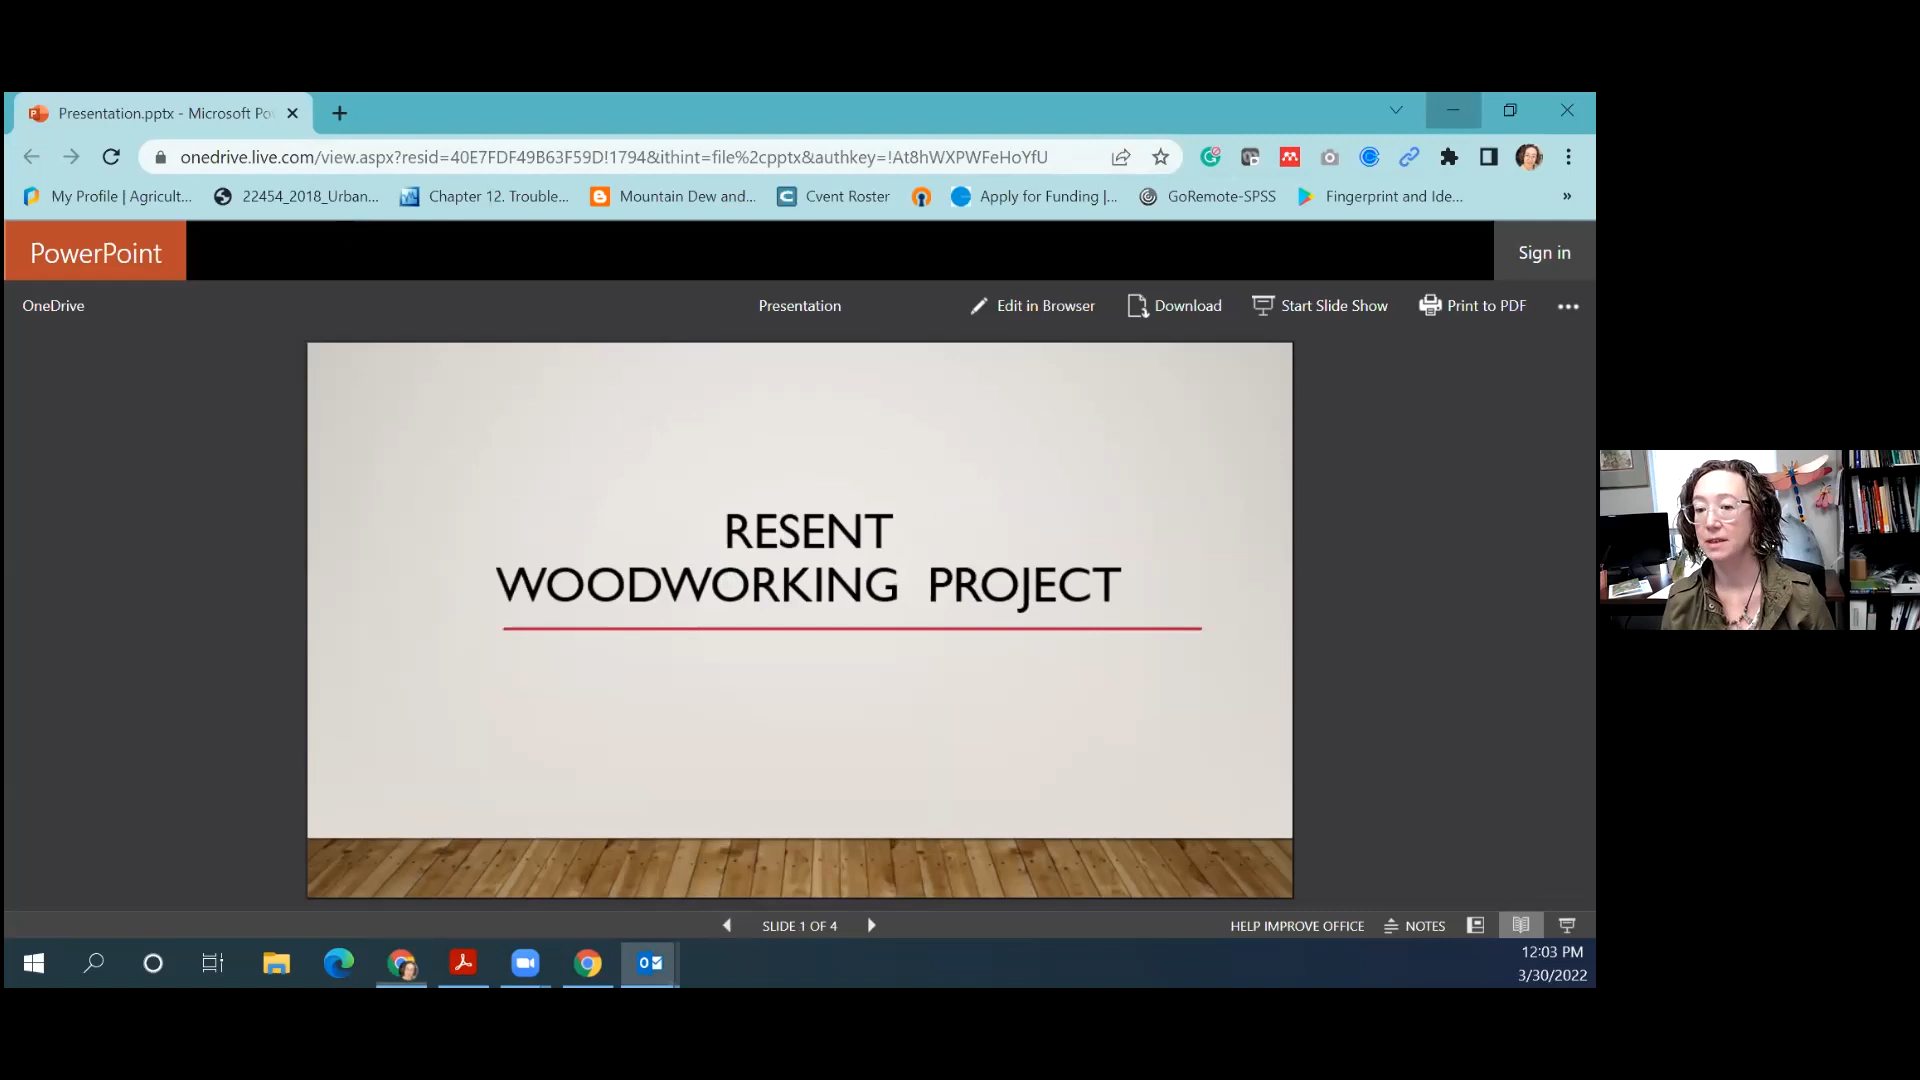 Presentation.pptx - Microsoft Po
onedrive.live.com/view.aspx?resid=40E7FDF49B63F59D!1794&ithint=file%2cpptx&authkey=!At8hWXPWFeHoYfU
My Profile | Agricult... 22454_2018_Urban... Chapter 12. Trouble... Mountain Dew and... Cvent Roster Apply for Funding |... GoRemote-SPSS Fingerprint and Ide... »
PowerPoint Sign in
OneDrive Presentation Edit in Browser Download Start Slide Show Print to PDF
RESENT
WOODWORKING PROJECT
SLIDE 1 OF 4 HELP IMPROVE OFFICE NOTES
12:03 PM
3/30/2022